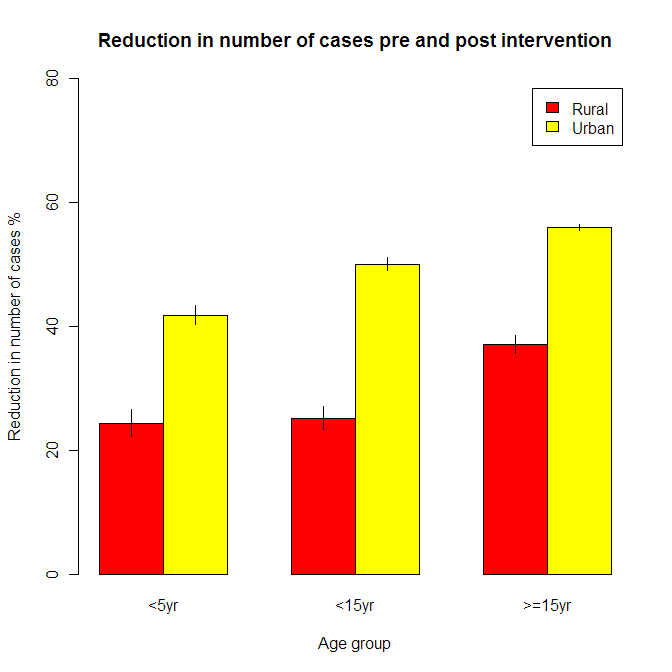 Reduction in number of cases pre and post intervention
Rural
Urban
Reduction in number of cases %
80
60
40
20
0
<5yr
<15yr
>=15yr
Age group